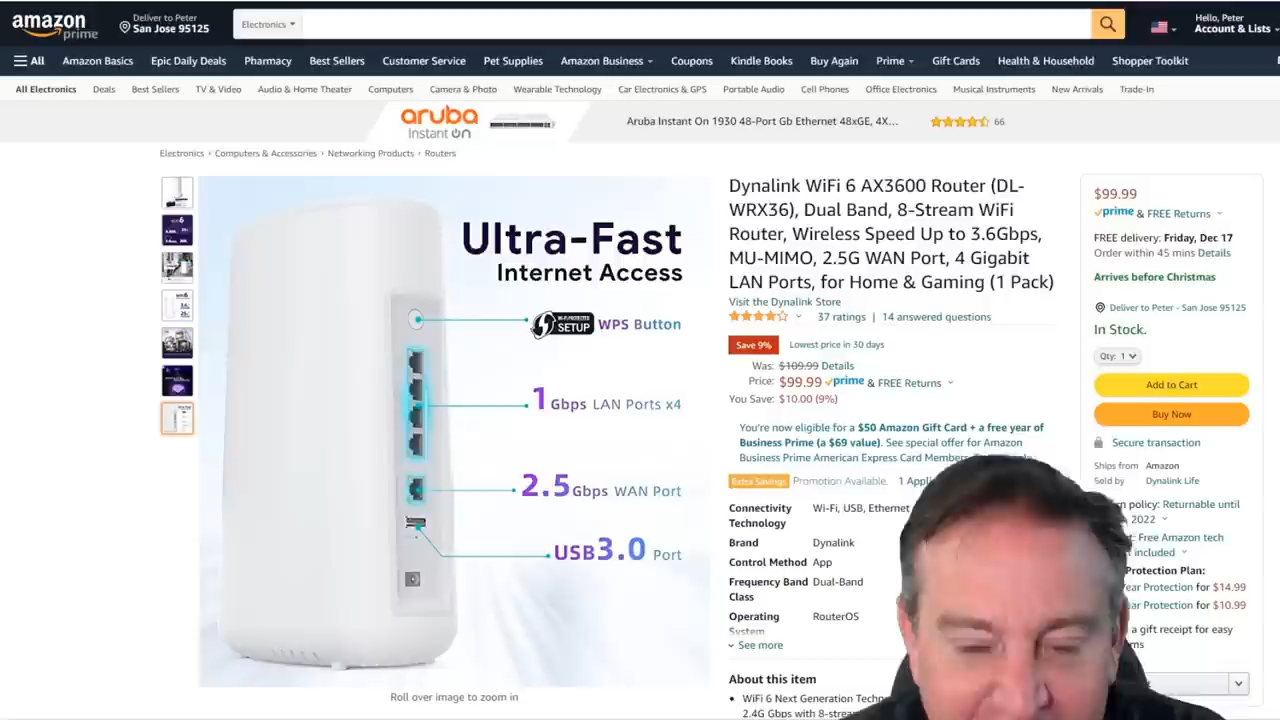 amazon
prime
Deliver to Peter
San Jose 95125
Electronics
Hello, Peter
Account & Lists
All Amazon Basics Epic Daily Deals Pharmacy Best Sellers Customer Service Pet Supplies Amazon Business Coupons Kindle Books Buy Again Prime Gift Cards Health & Household Shopper Toolkit
All Electronics Deals Best Sellers TV & Video Audio & Home Theater Computers Camera & Photo Wearable Technology Car Electronics & GPS Portable Audio Cell Phones Office Electronics Musical Instruments New Arrivals Trade-In
aruba
Instant On
Aruba Instant On 1930 48-Port Gb Ethernet 48xGE, 4X... 66
Electronics › Computers & Accessories › Networking Products › Routers
Ultra-Fast
Internet Access
WI-FI PROTECTED
SETUP WPS Button
1Gbps LAN Ports x4
2.5Gbps WAN Port
USB3.0 Port
Roll over image to zoom in
Dynalink WiFi 6 AX3600 Router (DL-
WRX36), Dual Band, 8-Stream WiFi
Router, Wireless Speed Up to 3.6Gbps,
MU-MIMO, 2.5G WAN Port, 4 Gigabit
LAN Ports, for Home & Gaming (1 Pack)
Visit the Dynalink Store
37 ratings | 14 answered questions
Save 9% Lowest price in 30 days
Was: $109.99 Details
Price: $99.99 prime & FREE Returns
You Save: $10.00 (9%)
You're now eligible for a $50 Amazon Gift Card + a free year of
Business Prime (a $69 value). See special offer for Amazon
Business Prime American Express Card
Extra Savings Promotion Available. 1
Connectivity
Technology
Wi-Fi, USB, Ethernet
Brand Dynalink
Control Method App
Frequency Band
Class
Dual-Band
Operating
System
RouterOS
See more
About this item
• WiFi 6 Next Generation
2.4G Gbps with
$99.99
prime & FREE Returns
FREE delivery: Friday, Dec 17
Order within 45 mins Details
Arrives before Christmas
Deliver to Peter - San Jose 95125
In Stock.
Qty: 1
Add to Cart
Buy Now
Secure transaction
Ships from Amazon
Sold by Dynalink Life
policy: Returnable until
2022
Free Amazon tech
included
Protection Plan:
Protection for $14.99
Protection for $10.99
a gift receipt for easy